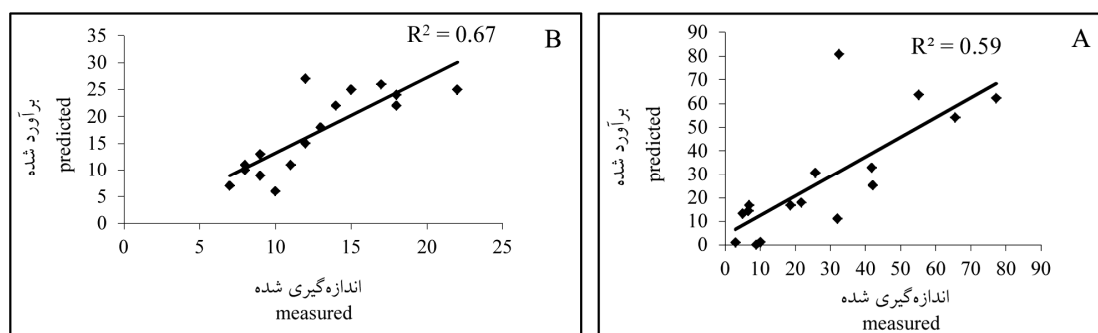 B
R² = 0.67
35
30
25
20
15
10
5
0
0 5 10 15 20 25
برآورد شده
predicted
اندازه‌گیری شده
measured
A
R² = 0.59
90
80
70
60
50
40
30
20
10
0
0 10 20 30 40 50 60 70 80 90
برآورد شده
predicted
اندازه‌گیری شده
measured